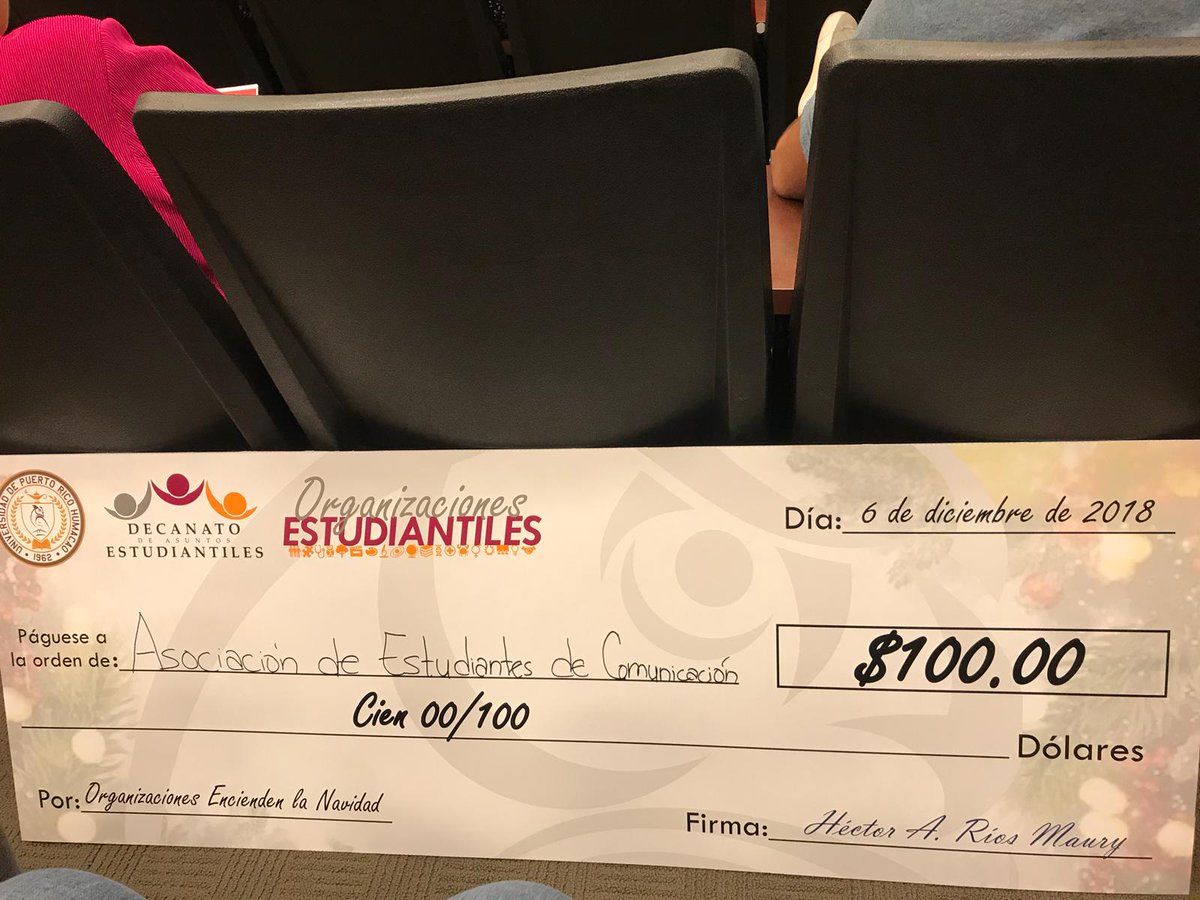 UNIVERSIDAD DE PUERTO RICO HUMACAO
• 1962 •
DECANATO
DE ASUNTOS
ESTUDIANTILES
Organizaciones
ESTUDIANTILES
Día: 6 de diciembre de 2018
Páguese a
la orden de: Asociación de Estudiantes de Comunicación
$100.00
Cien 00/100
Dólares
Por: Organizaciones Encienden la Navidad
Firma: Héctor A. Ríos Maury